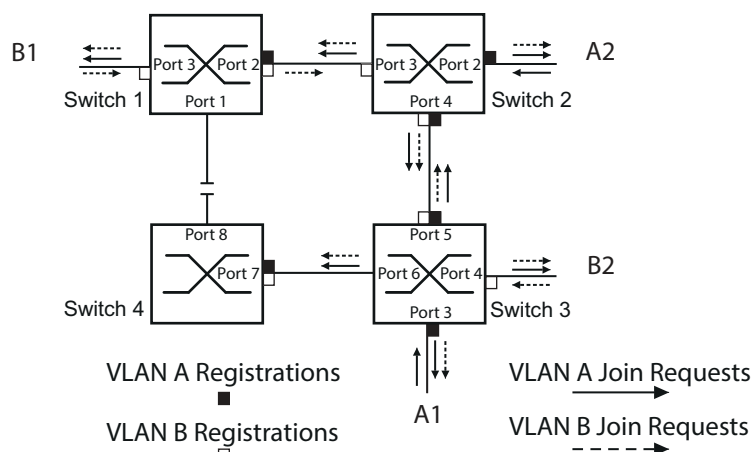 B1
Port 3
Port 2
Port 1
Switch 1
Port 3
Port 2
Port 4
Switch 2
A2
Port 8
Port 7
Switch 4
Port 5
Port 6
Port 4
Port 3
Switch 3
B2
A1
VLAN A Registrations
VLAN B Registrations
VLAN A Join Requests
VLAN B Join Requests